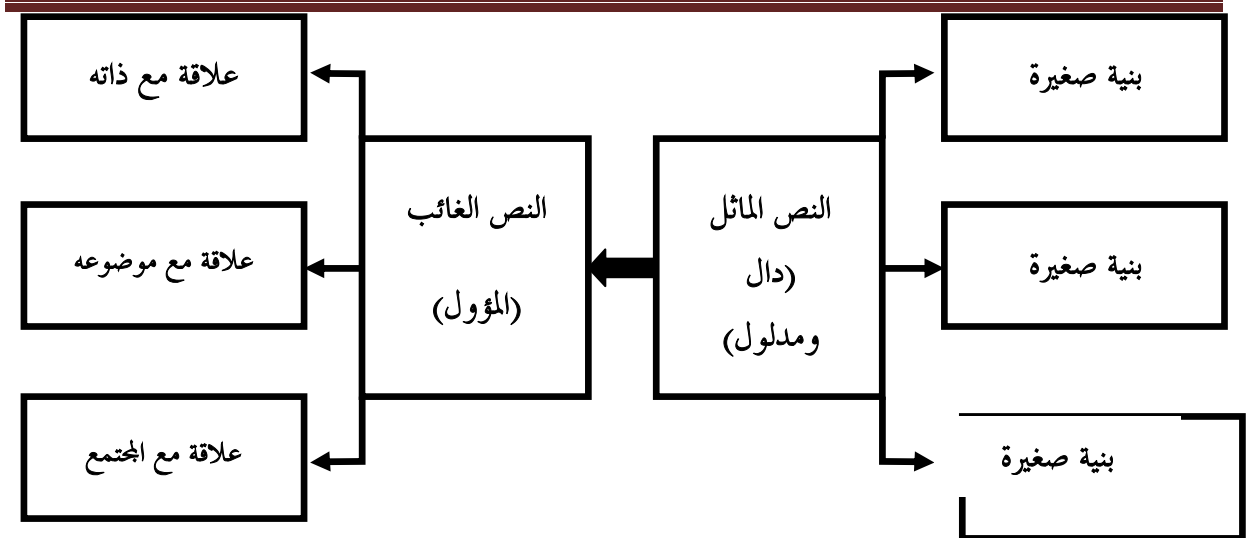 بنية صغيرة
بنية صغيرة
بنية صغيرة
النص الماثل
(دال
ومدلول)
النص الغائب
(المؤول)
علاقة مع ذاته
علاقة مع موضوعه
علاقة مع المجتمع